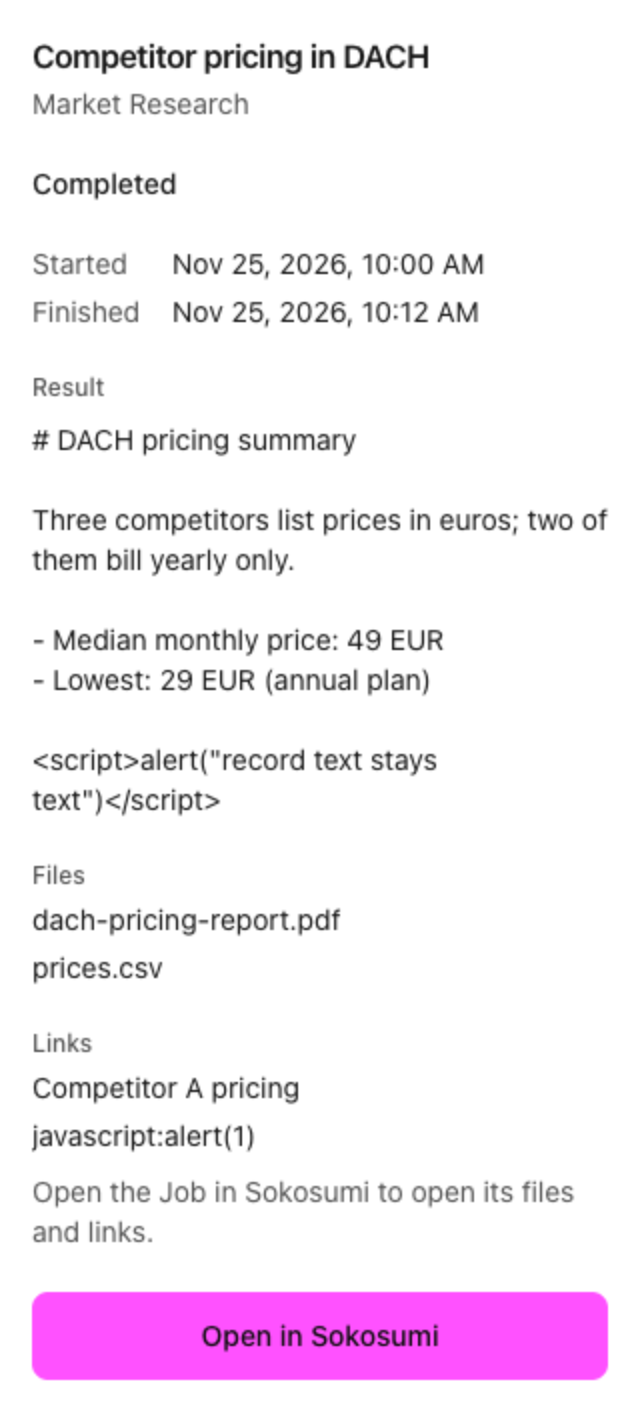 Competitor pricing in DACH
Market Research
Completed
Started Nov 25, 2026, 10:00 AM
Finished Nov 25, 2026, 10:12 AM
Result
# DACH pricing summary
Three competitors list prices in euros; two of
them bill yearly only.
- Median monthly price: 49 EUR
- Lowest: 29 EUR (annual plan)
<script>alert("record text stays
text")</script>
Files
dach-pricing-report.pdf
prices.csv
Links
Competitor A pricing
javascript:alert(1)
Open the Job in Sokosumi to open its files
and links.
Open in Sokosumi